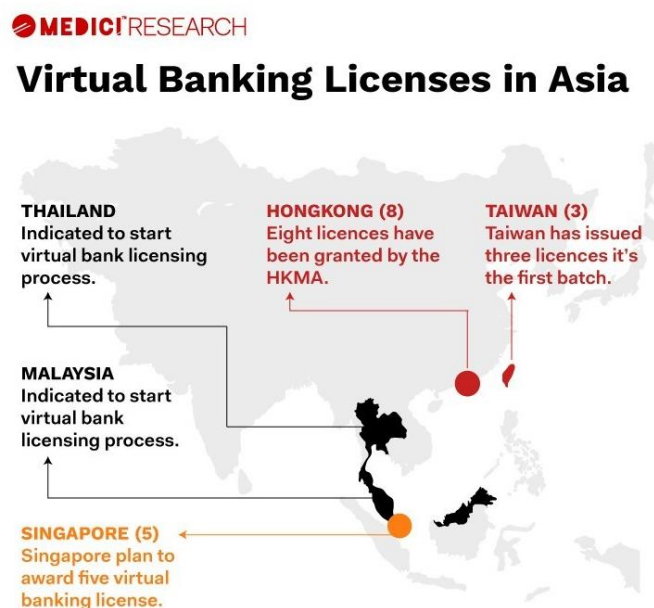 MEDICI™ RESEARCH
Virtual Banking Licenses in Asia
THAILAND
Indicated to start
virtual bank licensing
process.
HONGKONG (8)
Eight licences have
been granted by the
HKMA.
TAIWAN (3)
Taiwan has issued
three licences it's
the first batch.
MALAYSIA
Indicated to start
virtual bank
licensing process.
SINGAPORE (5)
Singapore plan to
award five virtual
banking license.